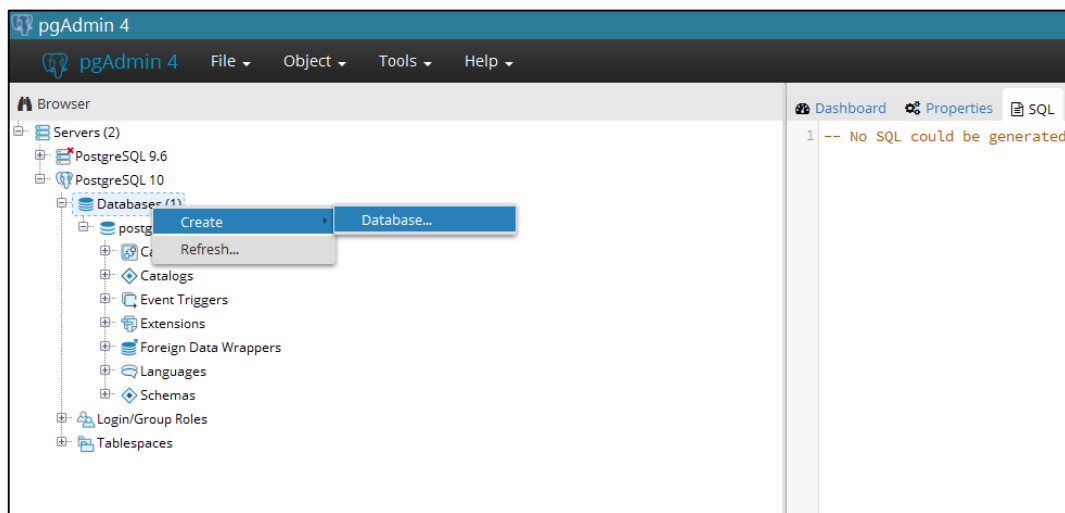 pgAdmin 4
pgAdmin 4 File Object Tools Help
Browser
Servers (2)
PostgreSQL 9.6
PostgreSQL 10
Databases (1)
Create
Database...
Refresh...
Catalogs
Event Triggers
Extensions
Foreign Data Wrappers
Languages
Schemas
Login/Group Roles
Tablespaces
Dashboard Properties SQL
1 -- No SQL could be generated